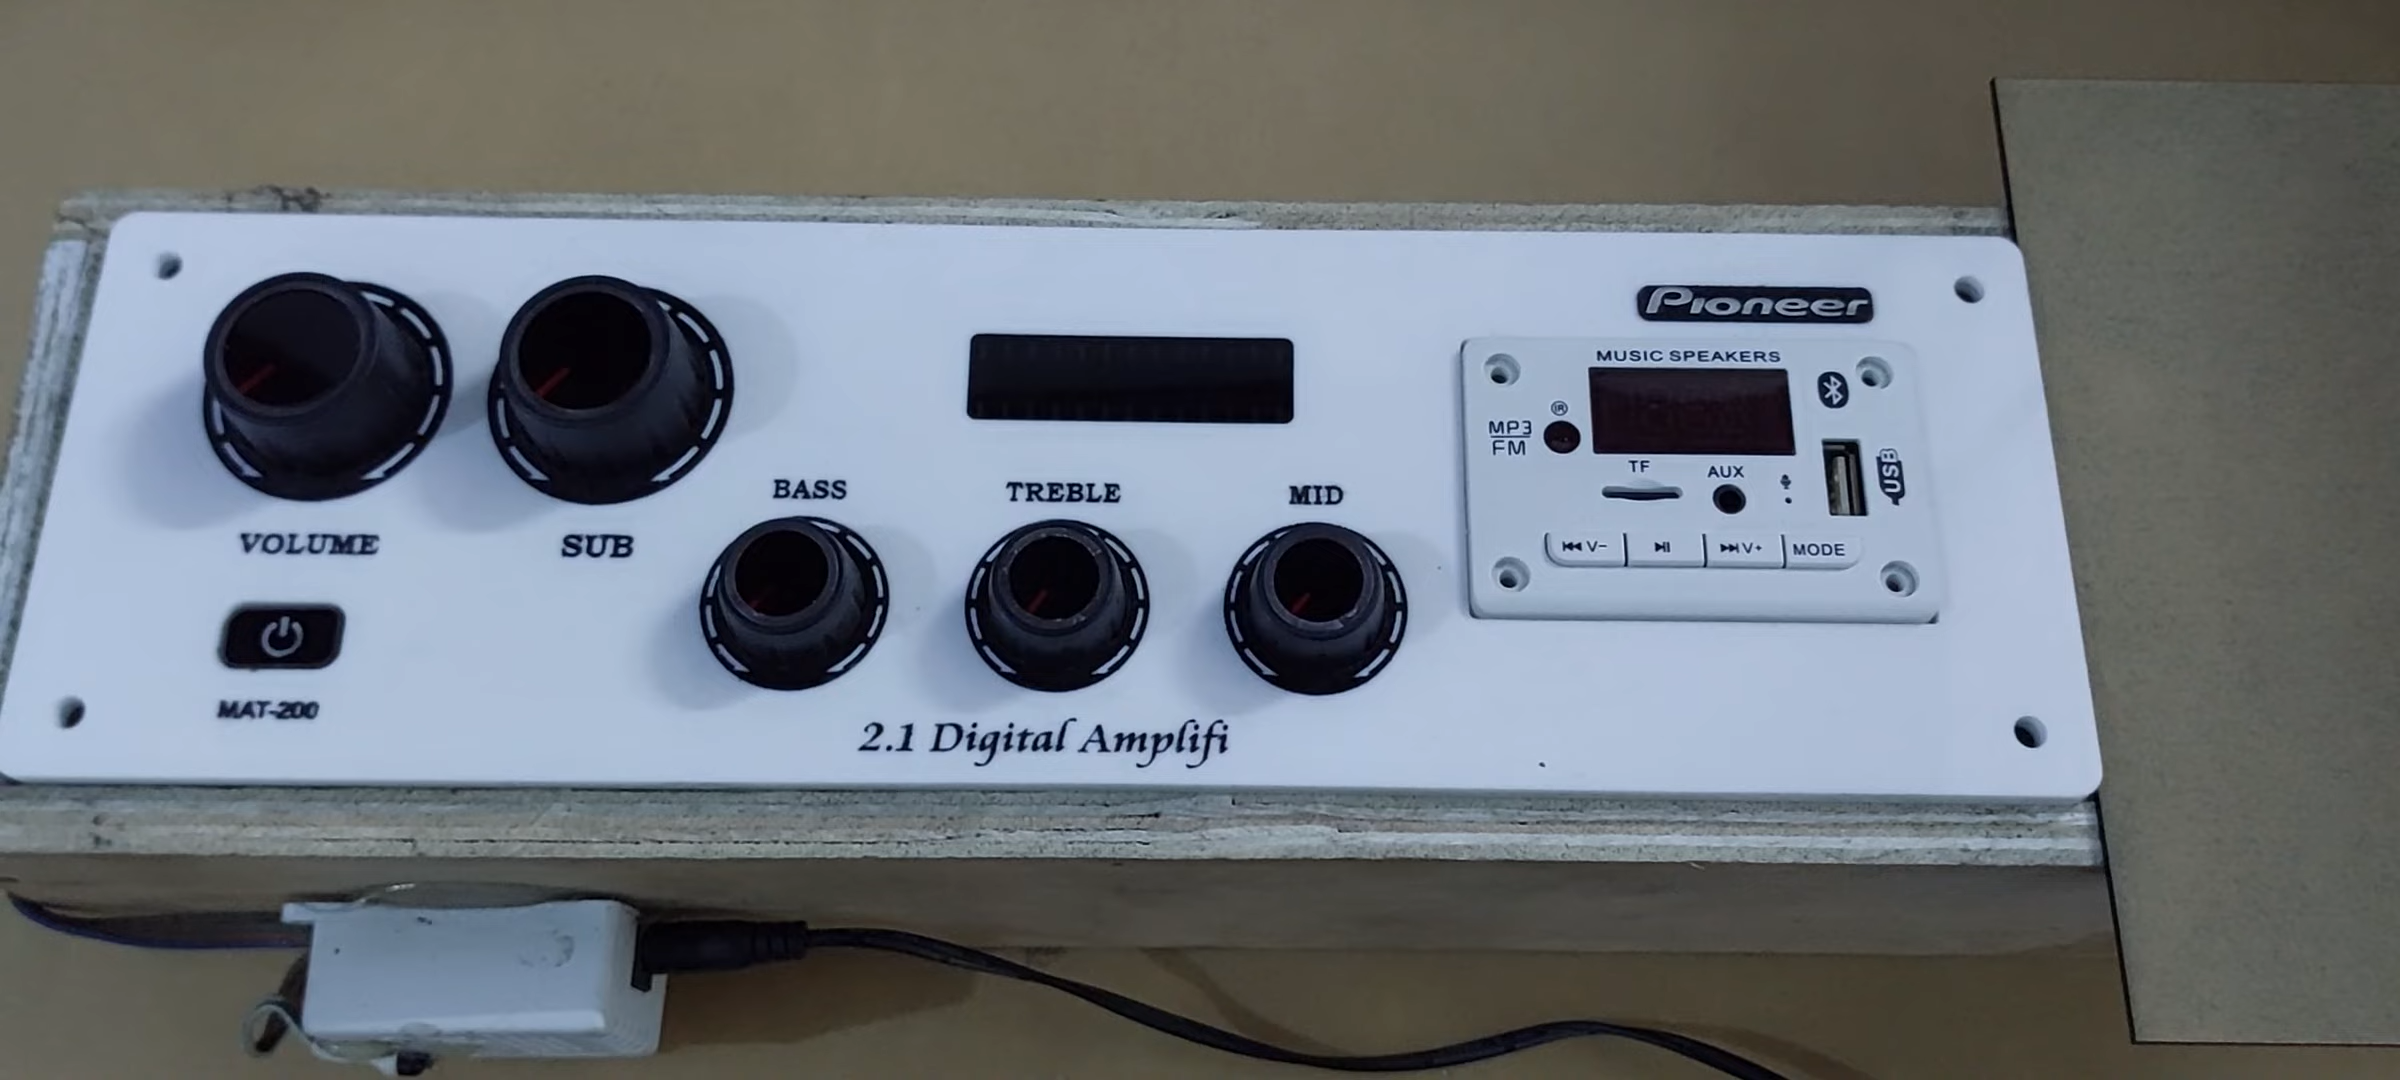 Pioneer
MUSIC SPEAKERS
IR
MP3
FM
TF
AUX
USB
V-
V+
MODE
VOLUME
SUB
BASS
TREBLE
MID
MAT-200
2.1 Digital Amplifi